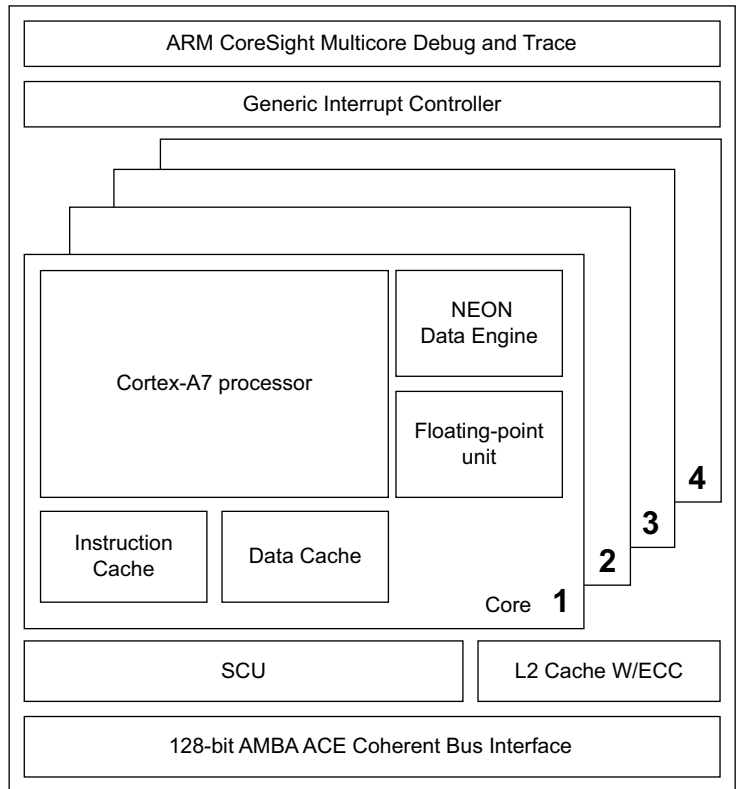 ARM CoreSight Multicore Debug and Trace
Generic Interrupt Controller
NEON
Data Engine
Cortex-A7 processor
Floating-point
unit
4
3
Instruction
Cache
Data Cache
2
Core 1
SCU
L2 Cache W/ECC
128-bit AMBA ACE Coherent Bus Interface